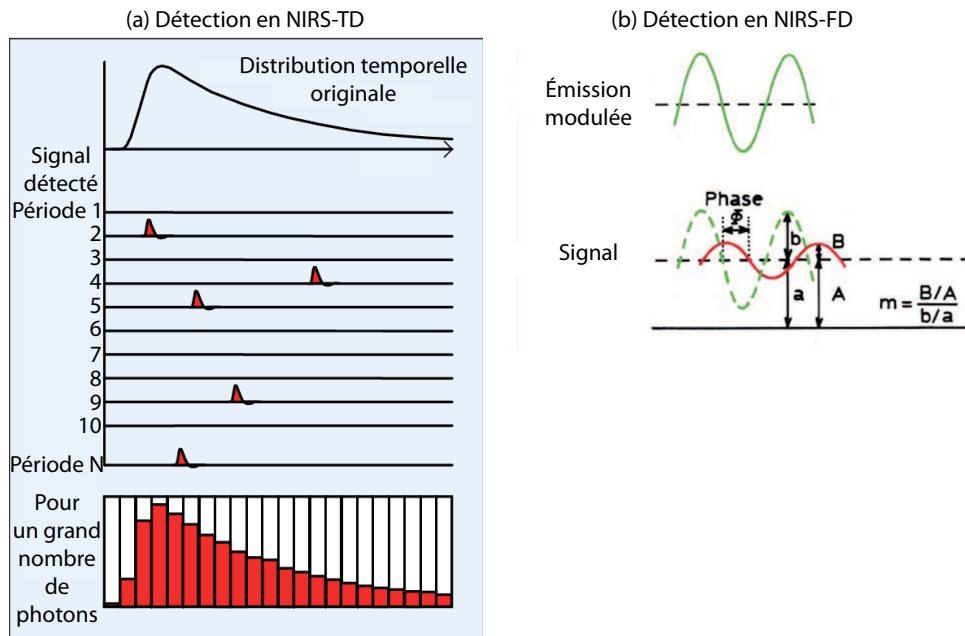 (a) Détection en NIRS-TD
Distribution temporelle
originale
Signal
détecté
Période 1
2
3
4
5
6
7
8
9
10
Période N
Pour
un grand
nombre
de
photons
(b) Détection en NIRS-FD
Émission
modulée
Phase
Φ
Signal
b
B
a
A
m = B/A
b/a